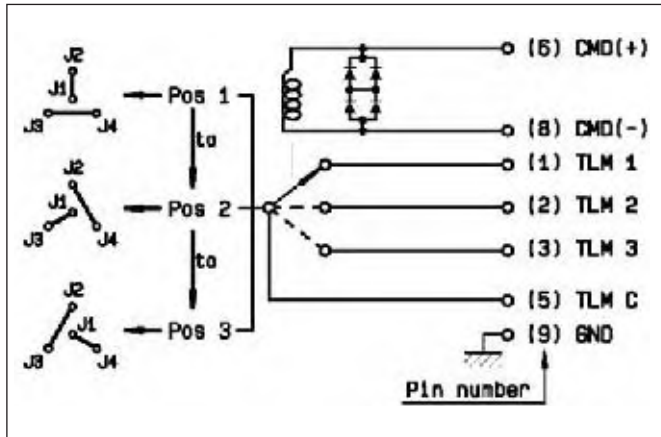 J2
J1
J3 J4
Pos 1
to
J2
J1
J3 J4
Pos 2
to
J2
J1
J3 J4
Pos 3
(6) CMD(+)
(8) CMD(-)
(1) TLM 1
(2) TLM 2
(3) TLM 3
(5) TLM C
(9) GND
Pin number